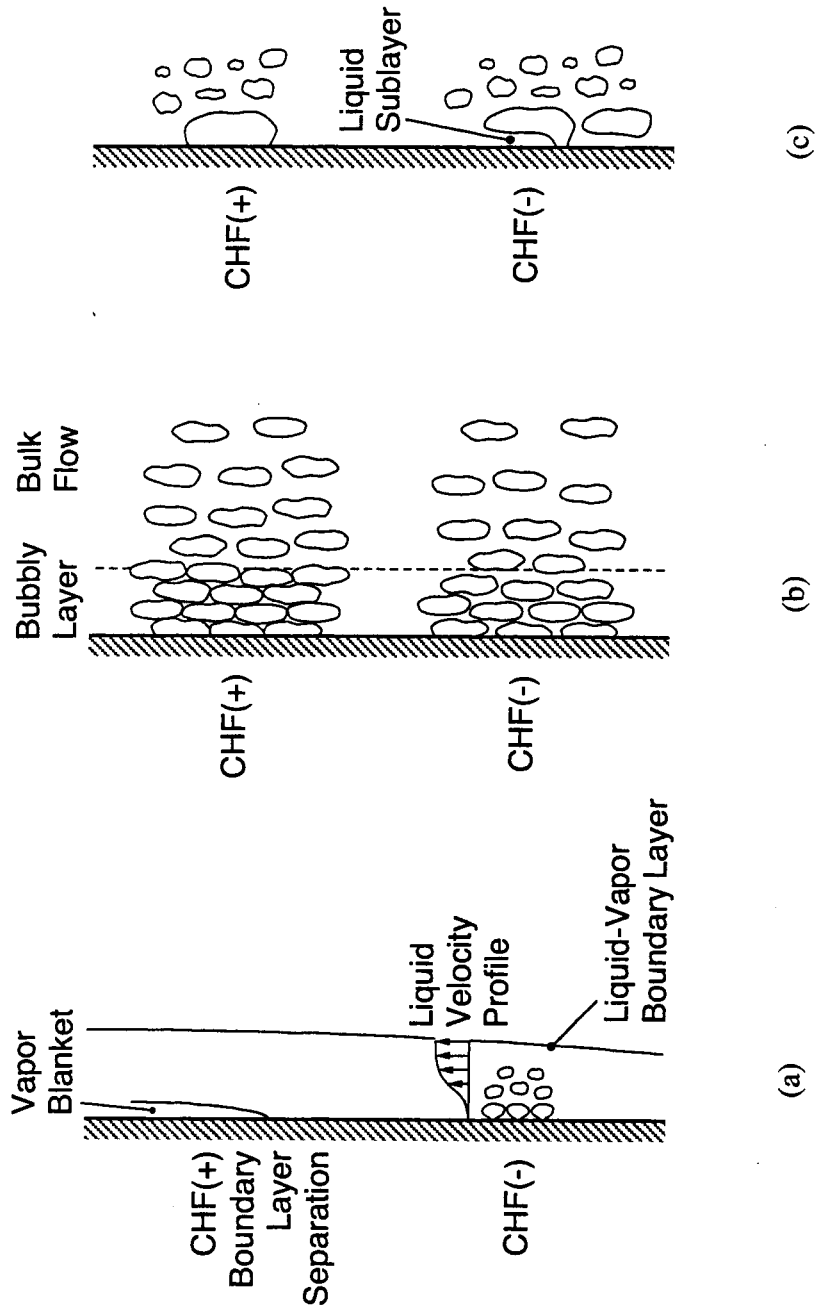 Vapor
Blanket
CHF(+)
Boundary
Layer
Separation
Liquid
Velocity
Profile
CHF(-)
Liquid-Vapor
Boundary Layer
(a)
Bubbly
Layer
Bulk
Flow
CHF(+)
CHF(-)
(b)
CHF(+)
Liquid
Sublayer
CHF(-)
(c)